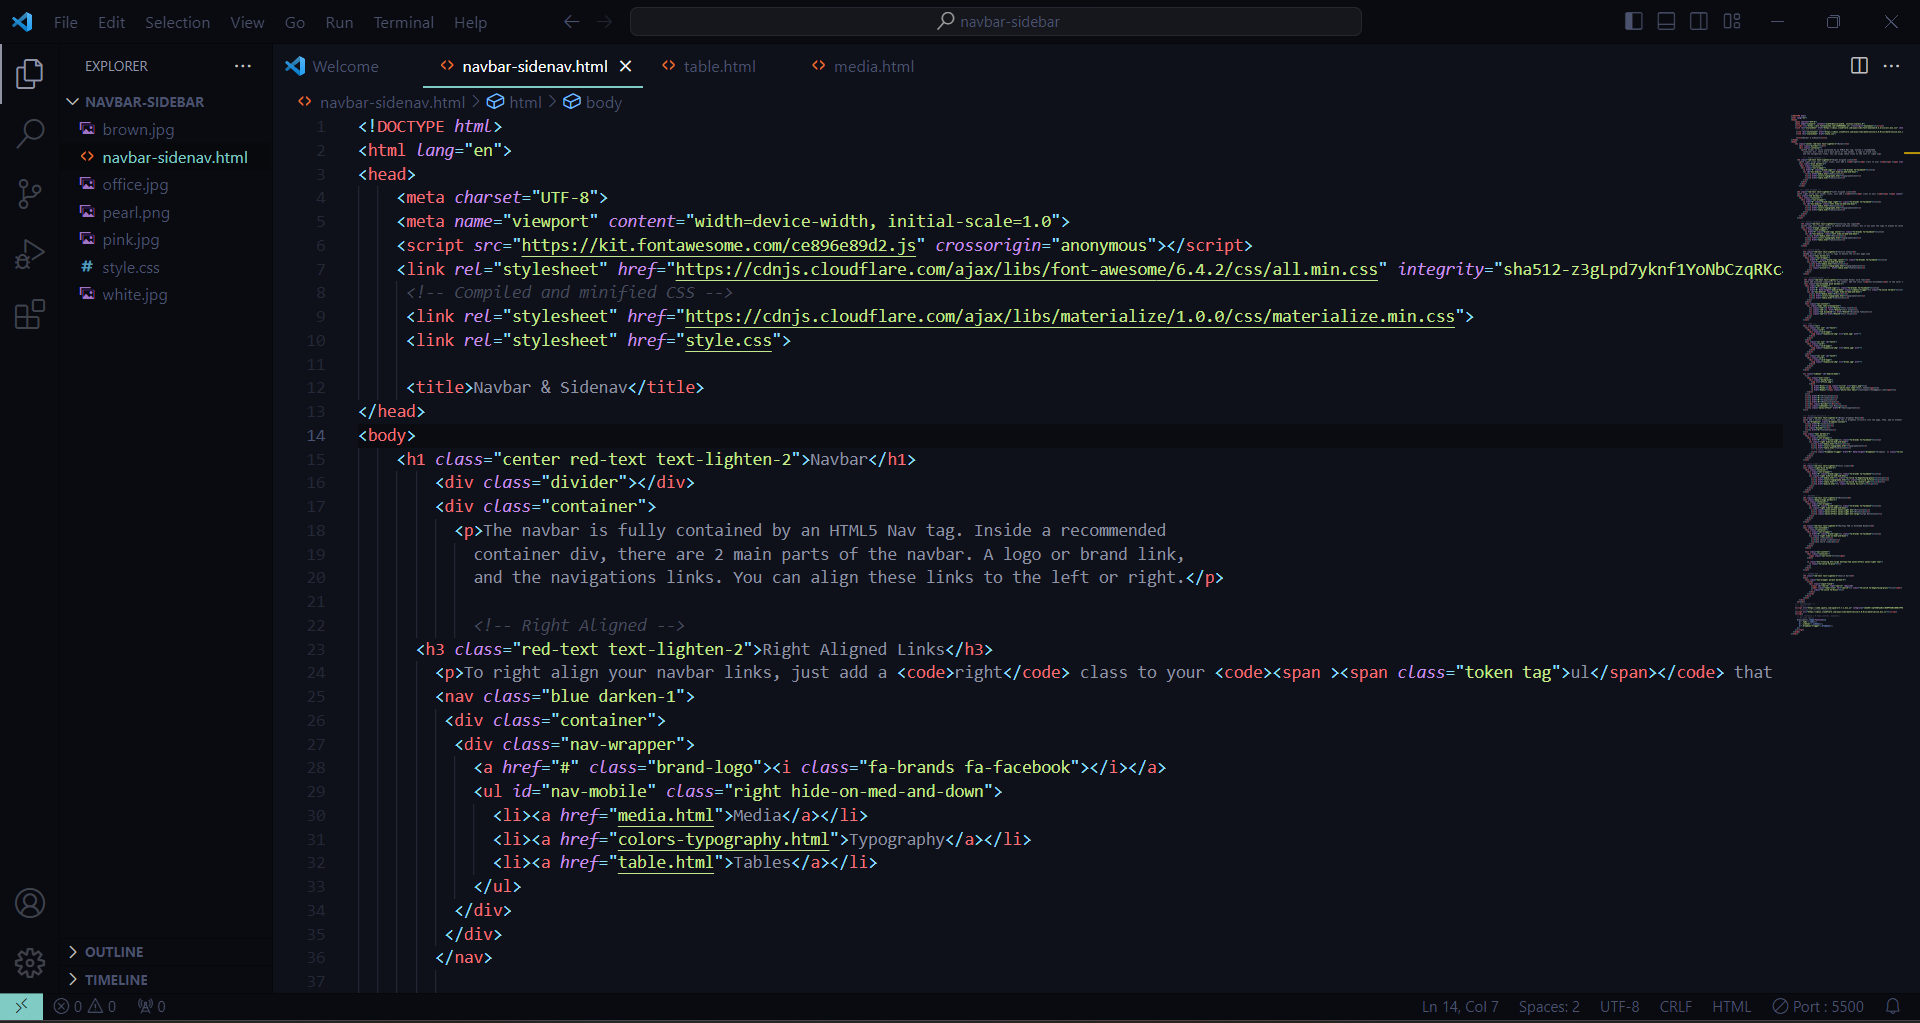 File Edit Selection View Go Run Terminal Help
navbar-sidebar
EXPLORER
NAVBAR-SIDEBAR
brown.jpg
navbar-sidenav.html
office.jpg
pearl.png
pink.jpg
# style.css
white.jpg
OUTLINE
TIMELINE
Welcome
<> navbar-sidenav.html
<> table.html
<> media.html
<> navbar-sidenav.html > html > body
1 <!DOCTYPE html>
2 <html lang="en">
3 <head>
4 <meta charset="UTF-8">
5 <meta name="viewport" content="width=device-width, initial-scale=1.0">
6 <script src="https://kit.fontawesome.com/ce896e89d2.js" crossorigin="anonymous"></script>
7 <link rel="stylesheet" href="https://cdnjs.cloudflare.com/ajax/libs/font-awesome/6.4.2/css/all.min.css" integrity="sha512-z3gLpd7yknf1YoNbCzqRKc
8 <!-- Compiled and minified CSS -->
9 <link rel="stylesheet" href="https://cdnjs.cloudflare.com/ajax/libs/materialize/1.0.0/css/materialize.min.css">
10 <link rel="stylesheet" href="style.css">
11
12 <title>Navbar & Sidenav</title>
13 </head>
14 <body>
15 <h1 class="center red-text text-lighten-2">Navbar</h1>
16 <div class="divider"></div>
17 <div class="container">
18 <p>The navbar is fully contained by an HTML5 Nav tag. Inside a recommended
19 container div, there are 2 main parts of the navbar. A logo or brand link,
20 and the navigations links. You can align these links to the left or right.</p>
21
22 <!-- Right Aligned -->
23 <h3 class="red-text text-lighten-2">Right Aligned Links</h3>
24 <p>To right align your navbar links, just add a <code>right</code> class to your <code><span ><span class="token tag">ul</span></code> that
25 <nav class="blue darken-1">
26 <div class="container">
27 <div class="nav-wrapper">
28 <a href="#" class="brand-logo"><i class="fa-brands fa-facebook"></i></a>
29 <ul id="nav-mobile" class="right hide-on-med-and-down">
30 <li><a href="media.html">Media</a></li>
31 <li><a href="colors-typography.html">Typography</a></li>
32 <li><a href="table.html">Tables</a></li>
33 </ul>
34 </div>
35 </div>
36 </nav>
37
0 0 0
Ln 14, Col 7 Spaces: 2 UTF-8 CRLF HTML Port : 5500